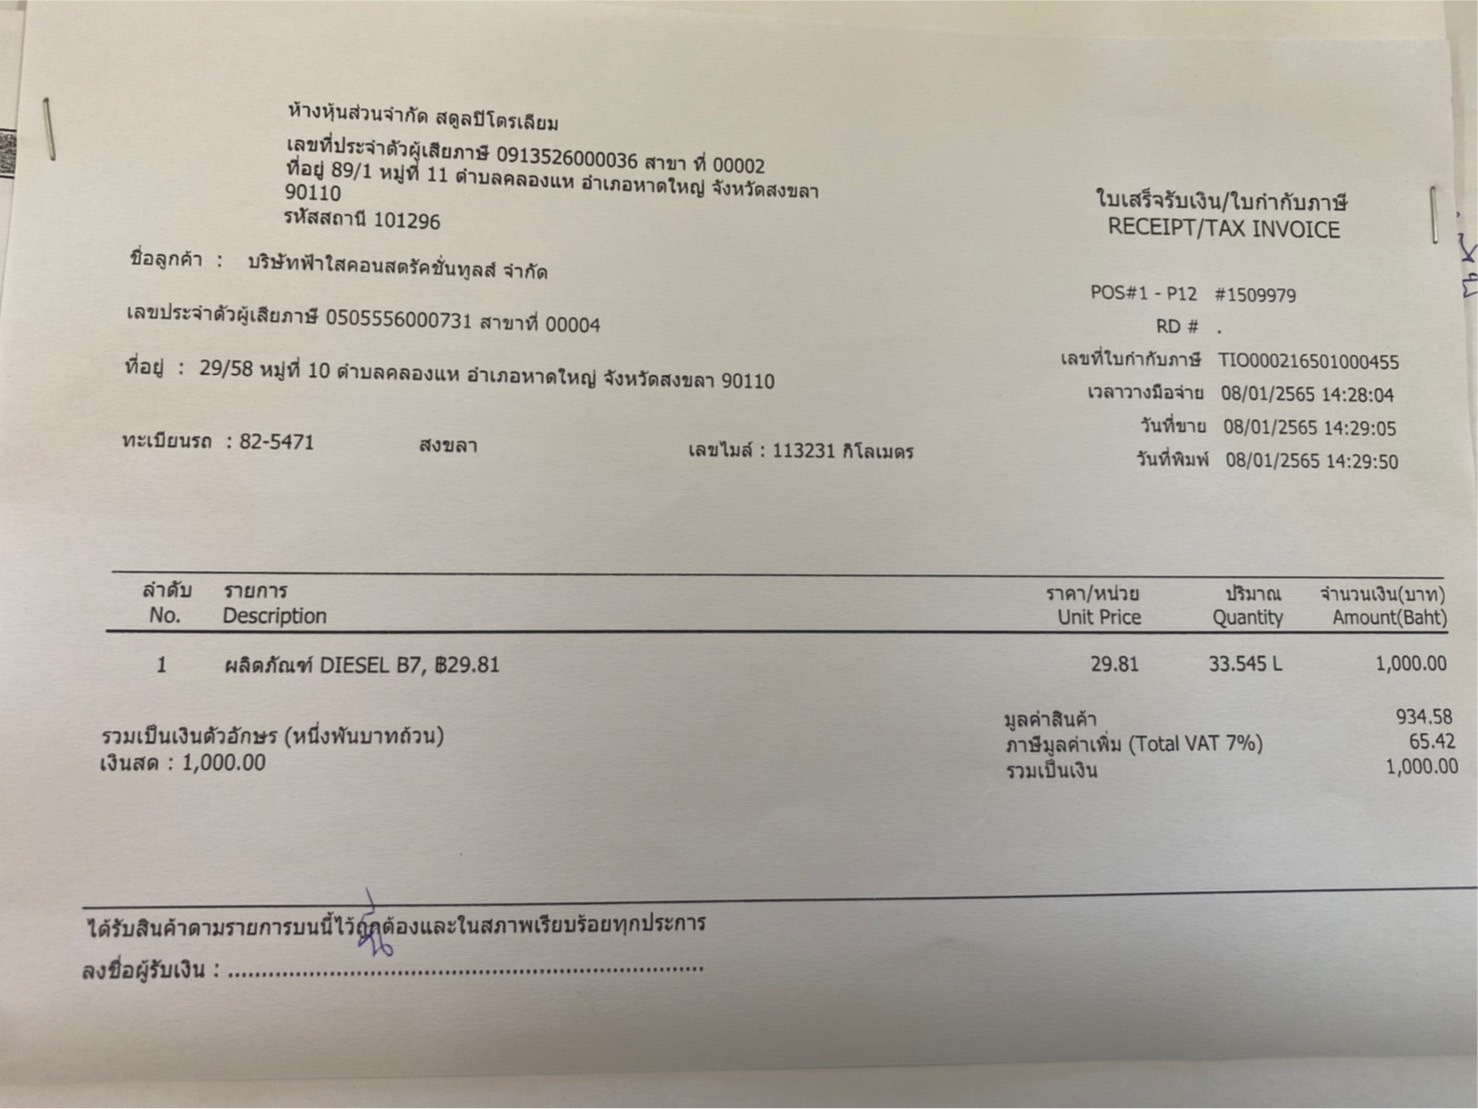 ห้างหุ้นส่วนจำกัด สตูลปิโตรเลียม
เลขที่ประจำตัวผู้เสียภาษี 0913526000036 สาขา ที่ 00002
ที่อยู่ 89/1 หมู่ที่ 11 ตำบลคลองแห อำเภอหาดใหญ่ จังหวัดสงขลา
90110
รหัสสถานี 101296
ใบเสร็จรับเงิน/ใบกำกับภาษี
RECEIPT/TAX INVOICE
ชื่อลูกค้า : บริษัทฟ้าใสคอนสตรัคชั่นทูลส์ จำกัด
เลขประจำตัวผู้เสียภาษี 0505556000731 สาขาที่ 00004
ที่อยู่ : 29/58 หมู่ที่ 10 ตำบลคลองแห อำเภอหาดใหญ่ จังหวัดสงขลา 90110
ทะเบียนรถ : 82-5471 สงขลา เลขไมล์ : 113231 กิโลเมตร
POS#1 - P12 #1509979
RD # .
เลขที่ใบกำกับภาษี TIO000216501000455
เวลาวางมือจ่าย 08/01/2565 14:28:04
วันที่ขาย 08/01/2565 14:29:05
วันที่พิมพ์ 08/01/2565 14:29:50
ลำดับ รายการ ราคา/หน่วย ปริมาณ จำนวนเงิน(บาท)
No. Description Unit Price Quantity Amount(Baht)
1 ผลิตภัณฑ์ DIESEL B7, ฿29.81 29.81 33.545 L 1,000.00
มูลค่าสินค้า 934.58
ภาษีมูลค่าเพิ่ม (Total VAT 7%) 65.42
รวมเป็นเงิน 1,000.00
รวมเป็นเงินตัวอักษร (หนึ่งพันบาทถ้วน)
เงินสด : 1,000.00
ได้รับสินค้าตามรายการบนนี้ไว้ถูกต้องและในสภาพเรียบร้อยทุกประการ
ลงชื่อผู้รับเงิน : ........................................................................